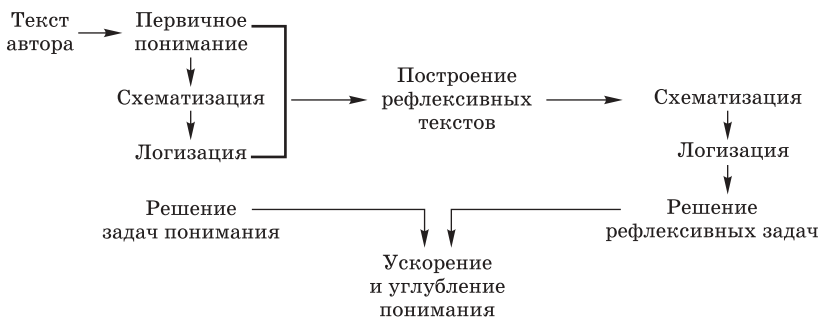 Текст
автора
Первичное
понимание
Схематизация
Логизация
Построение
рефлексивных
текстов
Схематизация
Логизация
Решение
задач понимания
Решение
рефлексивных задач
Ускорение
и углубление
понимания